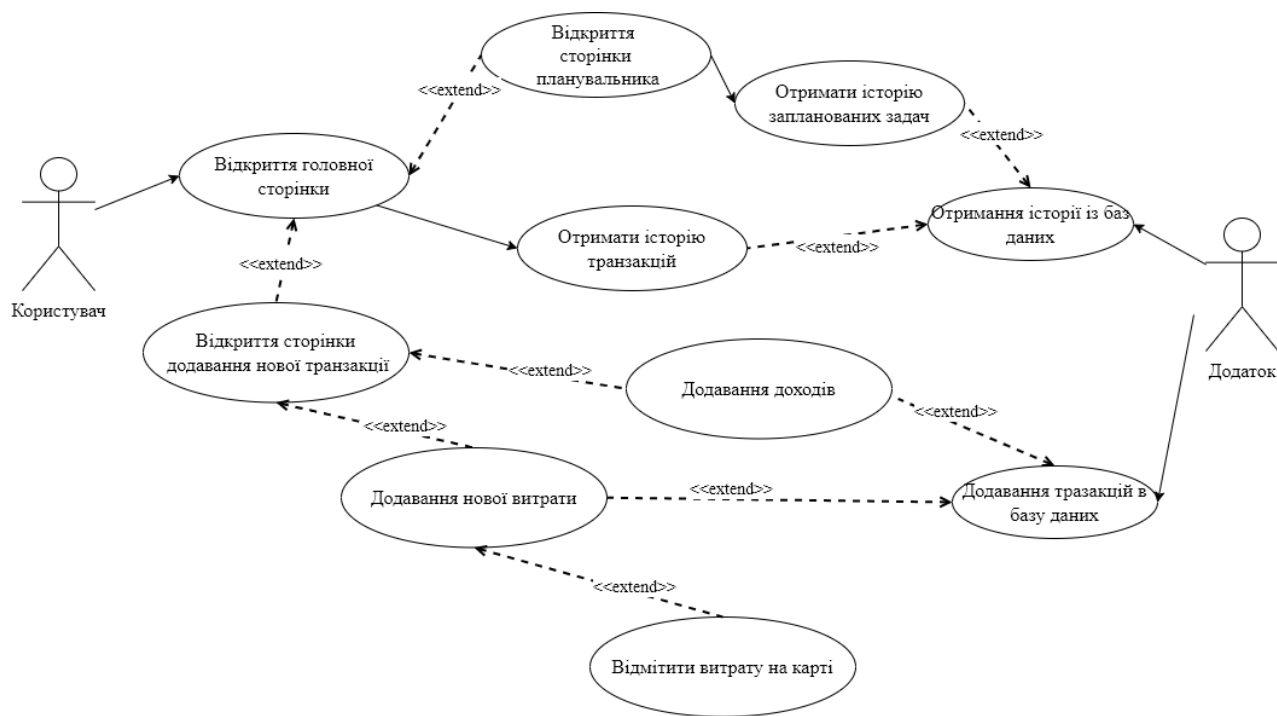 Відкриття
сторінки
планувальника
<<extend>>
Отримати історію
запланованих задач
<<extend>>
Відкриття головної
сторінки
Отримання історії із баз
даних
Отримати історію
транзакцій
<<extend>>
<<extend>>
Користувач
Відкриття сторінки
додавання нової транзакції
<<extend>>
Додавання доходів
Додаток
<<extend>>
<<extend>>
Додавання нової витрати
<<extend>>
Додавання тразакцій в
базу даних
<<extend>>
Відмітити витрату на карті